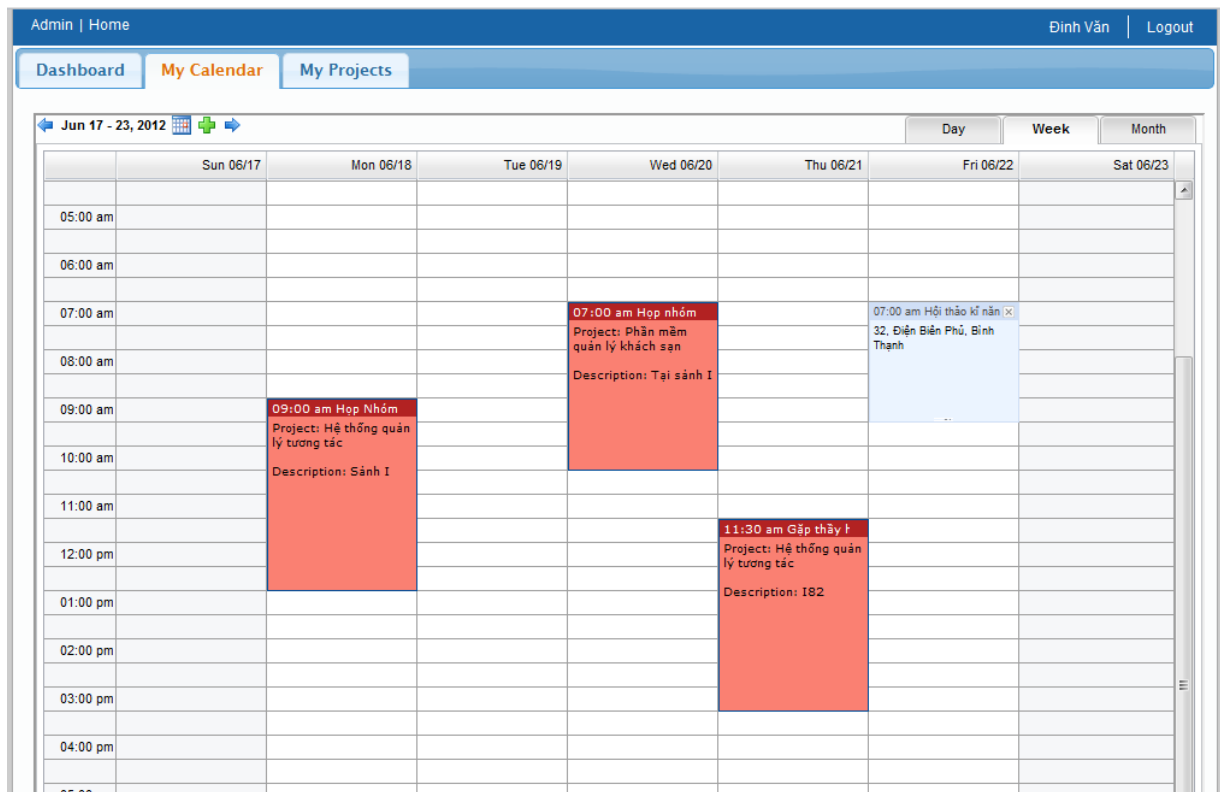 Admin | Home
Đinh Văn | Logout
Dashboard My Calendar My Projects
Jun 17 - 23, 2012
Day Week Month
Sun 06/17 Mon 06/18 Tue 06/19 Wed 06/20 Thu 06/21 Fri 06/22 Sat 06/23
05:00 am
06:00 am
07:00 am
08:00 am
09:00 am
10:00 am
11:00 am
12:00 pm
01:00 pm
02:00 pm
03:00 pm
04:00 pm
09:00 am Họp Nhóm
Project: Hệ thống quản
lý tương tác
Description: Sảnh I
07:00 am Họp nhóm
Project: Phần mềm
quản lý khách sạn
Description: Tại sảnh I
11:30 am Gặp thầy
Project: Hệ thống quản
lý tương tác
Description: I82
07:00 am Hội thảo kĩ năn
32, Điện Biên Phủ, Bình
Thạnh